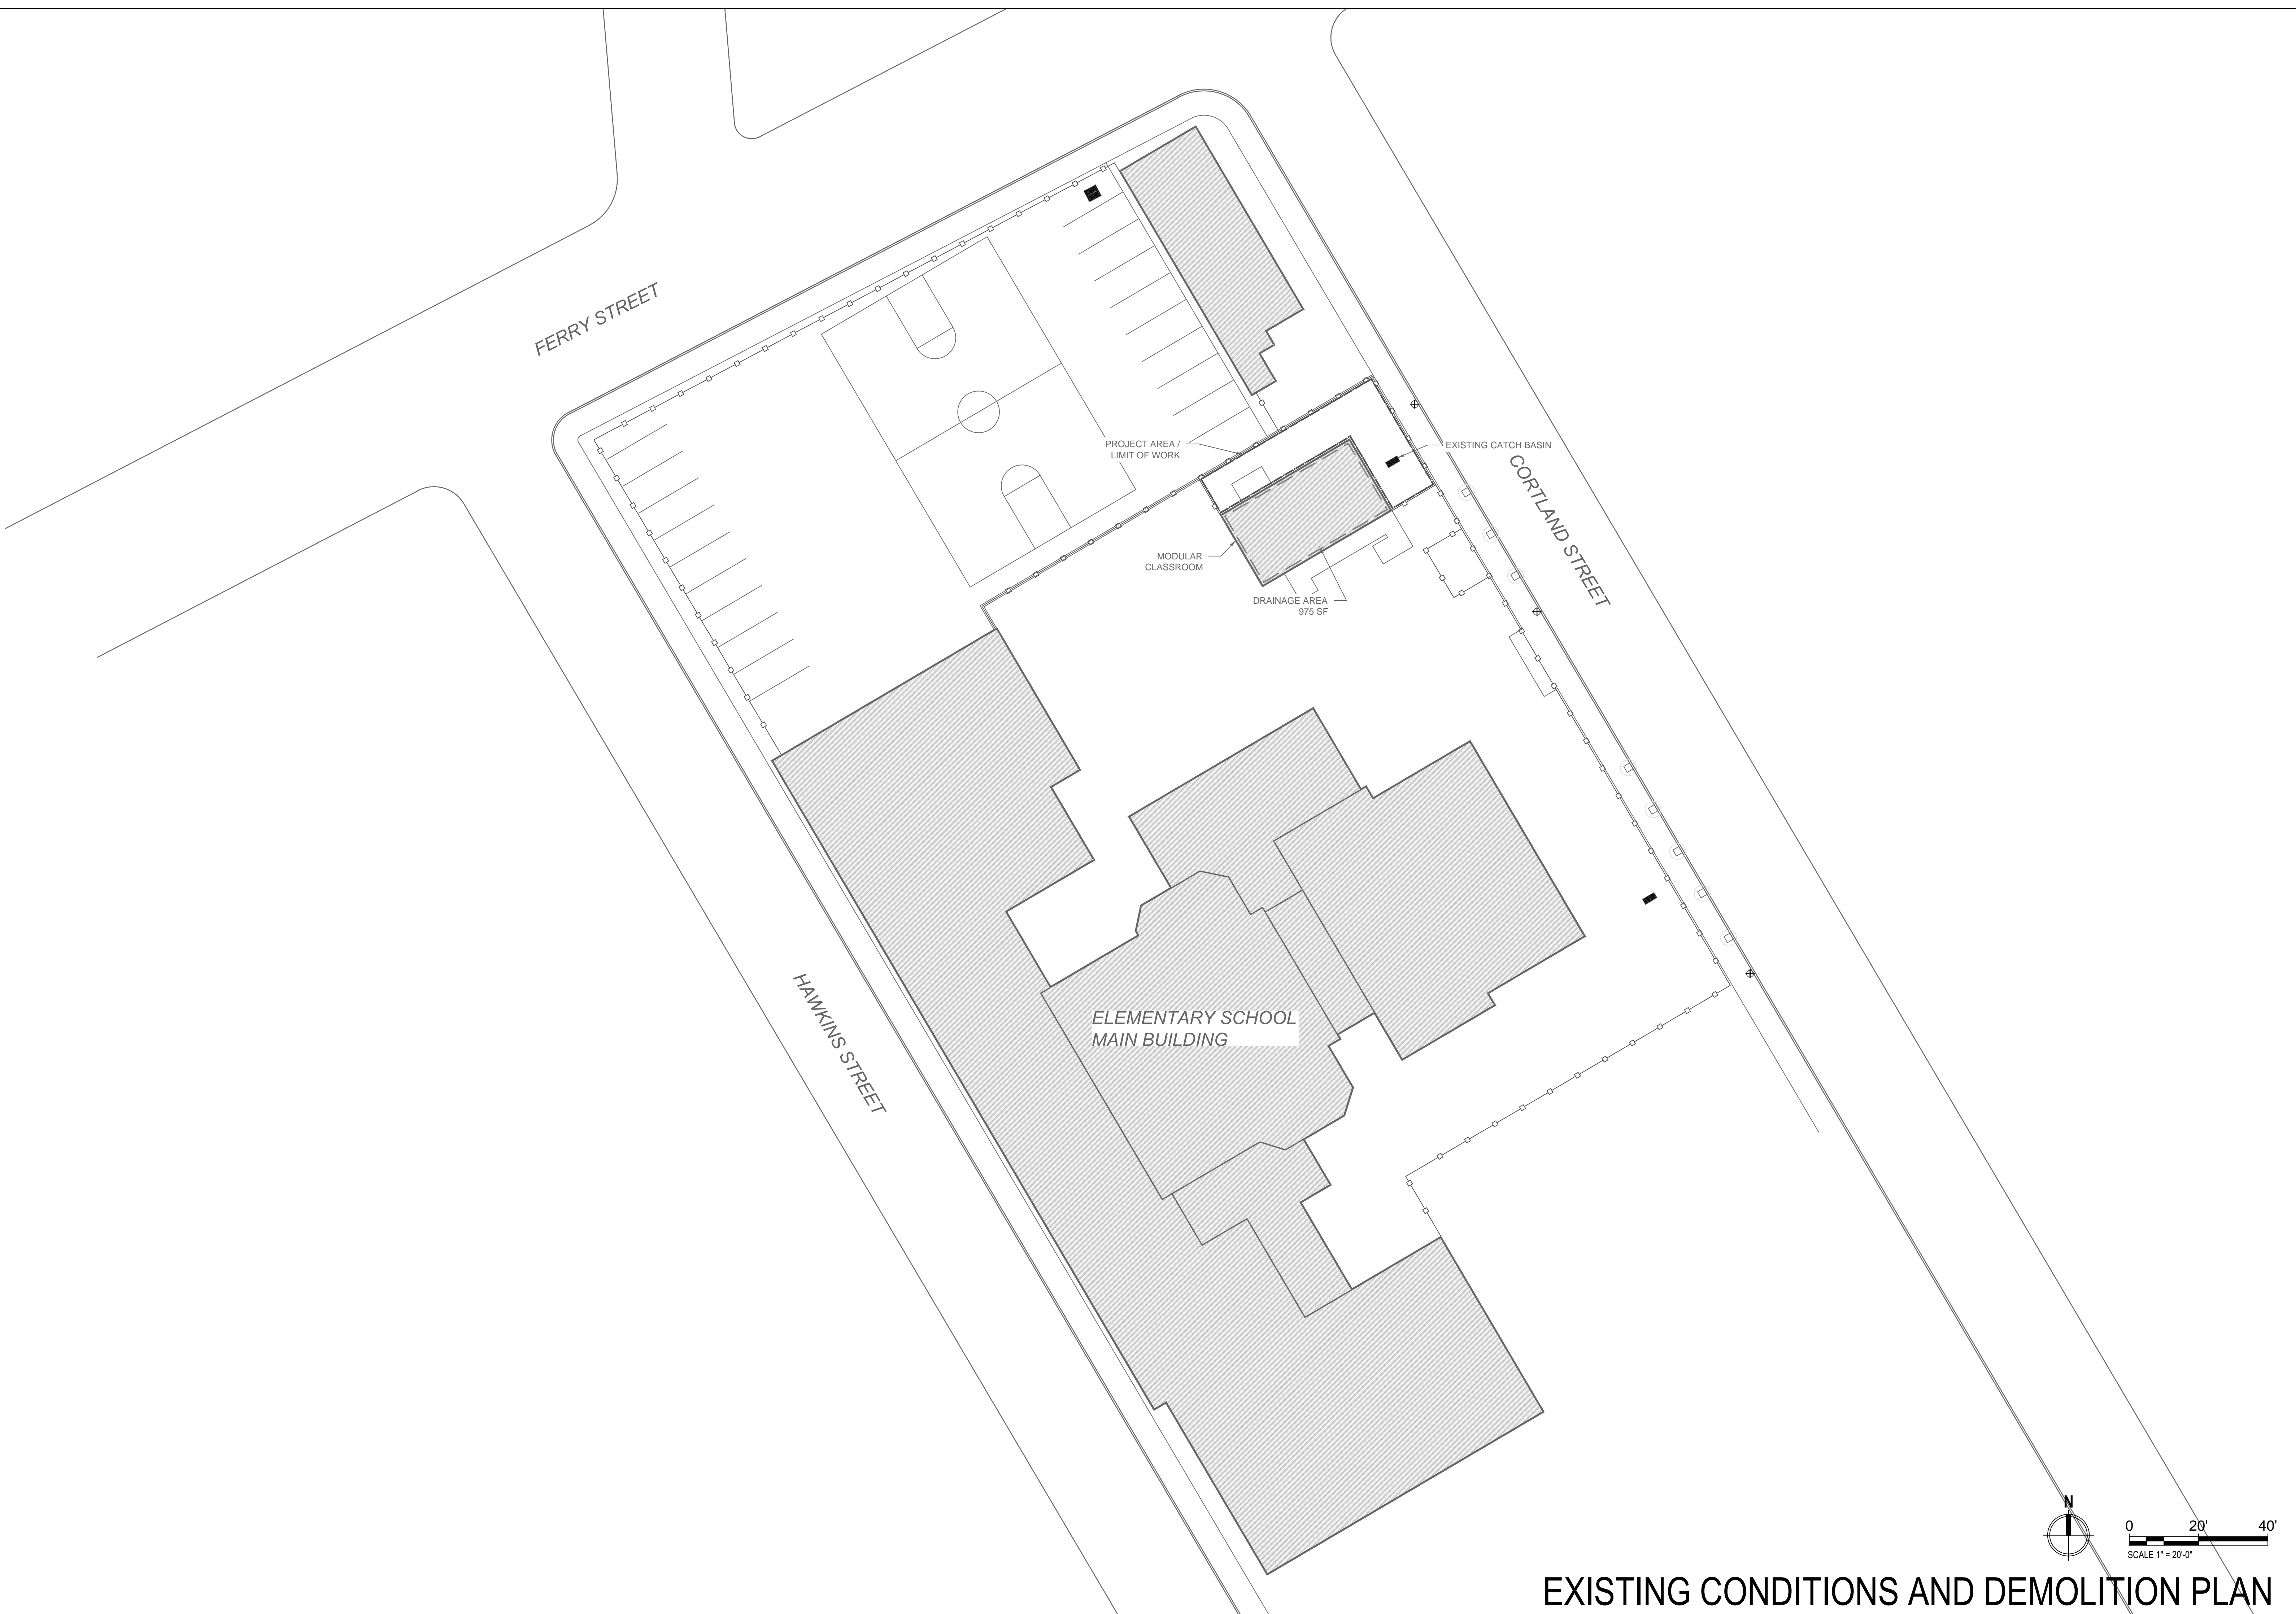 FERRY STREET
PROJECT AREA /
LIMIT OF WORK
EXISTING CATCH BASIN
CORTLAND STREET
MODULAR
CLASSROOM
DRAINAGE AREA
975 SF
HAWKINS STREET
ELEMENTARY SCHOOL
MAIN BUILDING
N
0 20' 40'
SCALE 1" = 20'-0"
EXISTING CONDITIONS AND DEMOLITION PLAN